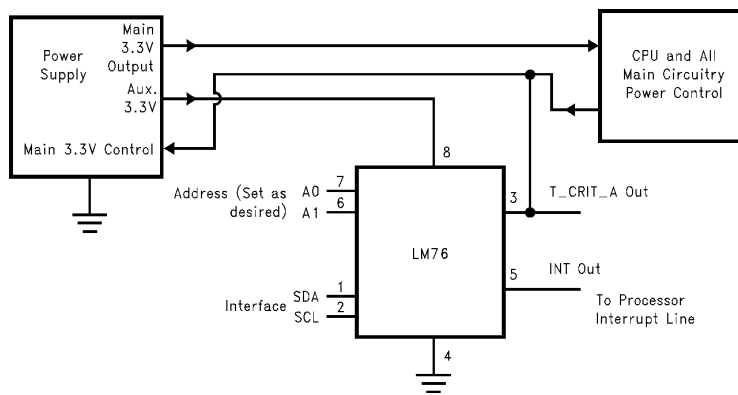 Main
3.3V
Output
Power
Supply
Aux.
3.3V
Main 3.3V Control
CPU and All
Main Circuitry
Power Control
8
Address (Set as
desired)
A0
7
A1
6
3
T_CRIT_A Out
LM76
5
INT Out
To Processor
Interrupt Line
Interface
SDA
1
SCL
2
4